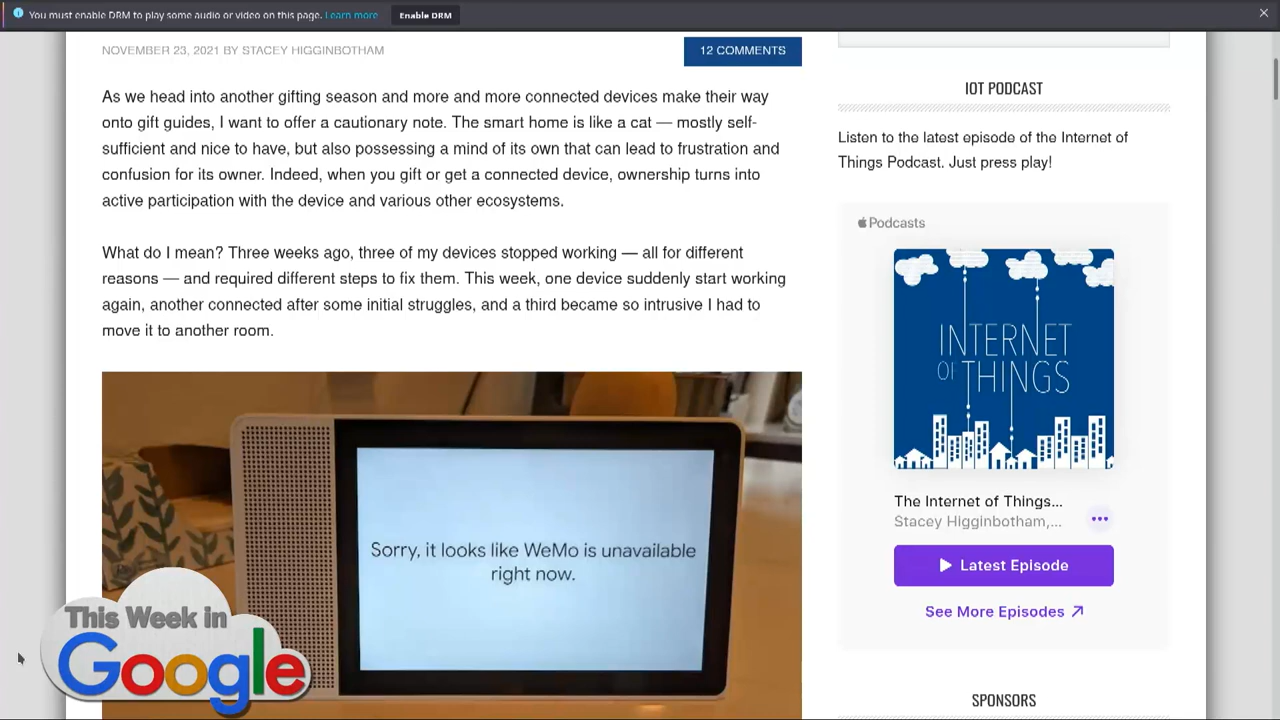 You must enable DRM to play some audio or video on this page. Learn more
Enable DRM
NOVEMBER 23, 2021 BY STACEY HIGGINBOTHAM
12 COMMENTS
As we head into another gifting season and more and more connected devices make their way
onto gift guides, I want to offer a cautionary note. The smart home is like a cat — mostly self-
sufficient and nice to have, but also possessing a mind of its own that can lead to frustration and
confusion for its owner. Indeed, when you gift or get a connected device, ownership turns into
active participation with the device and various other ecosystems.
What do I mean? Three weeks ago, three of my devices stopped working — all for different
reasons — and required different steps to fix them. This week, one device suddenly start working
again, another connected after some initial struggles, and a third became so intrusive I had to
move it to another room.
Sorry, it looks like WeMo is unavailable
right now.
This Week in
Google
IOT PODCAST
Listen to the latest episode of the Internet of
Things Podcast. Just press play!
Podcasts
INTERNET
OF THINGS
The Internet of Things...
Stacey Higginbotham,...
Latest Episode
See More Episodes
SPONSORS